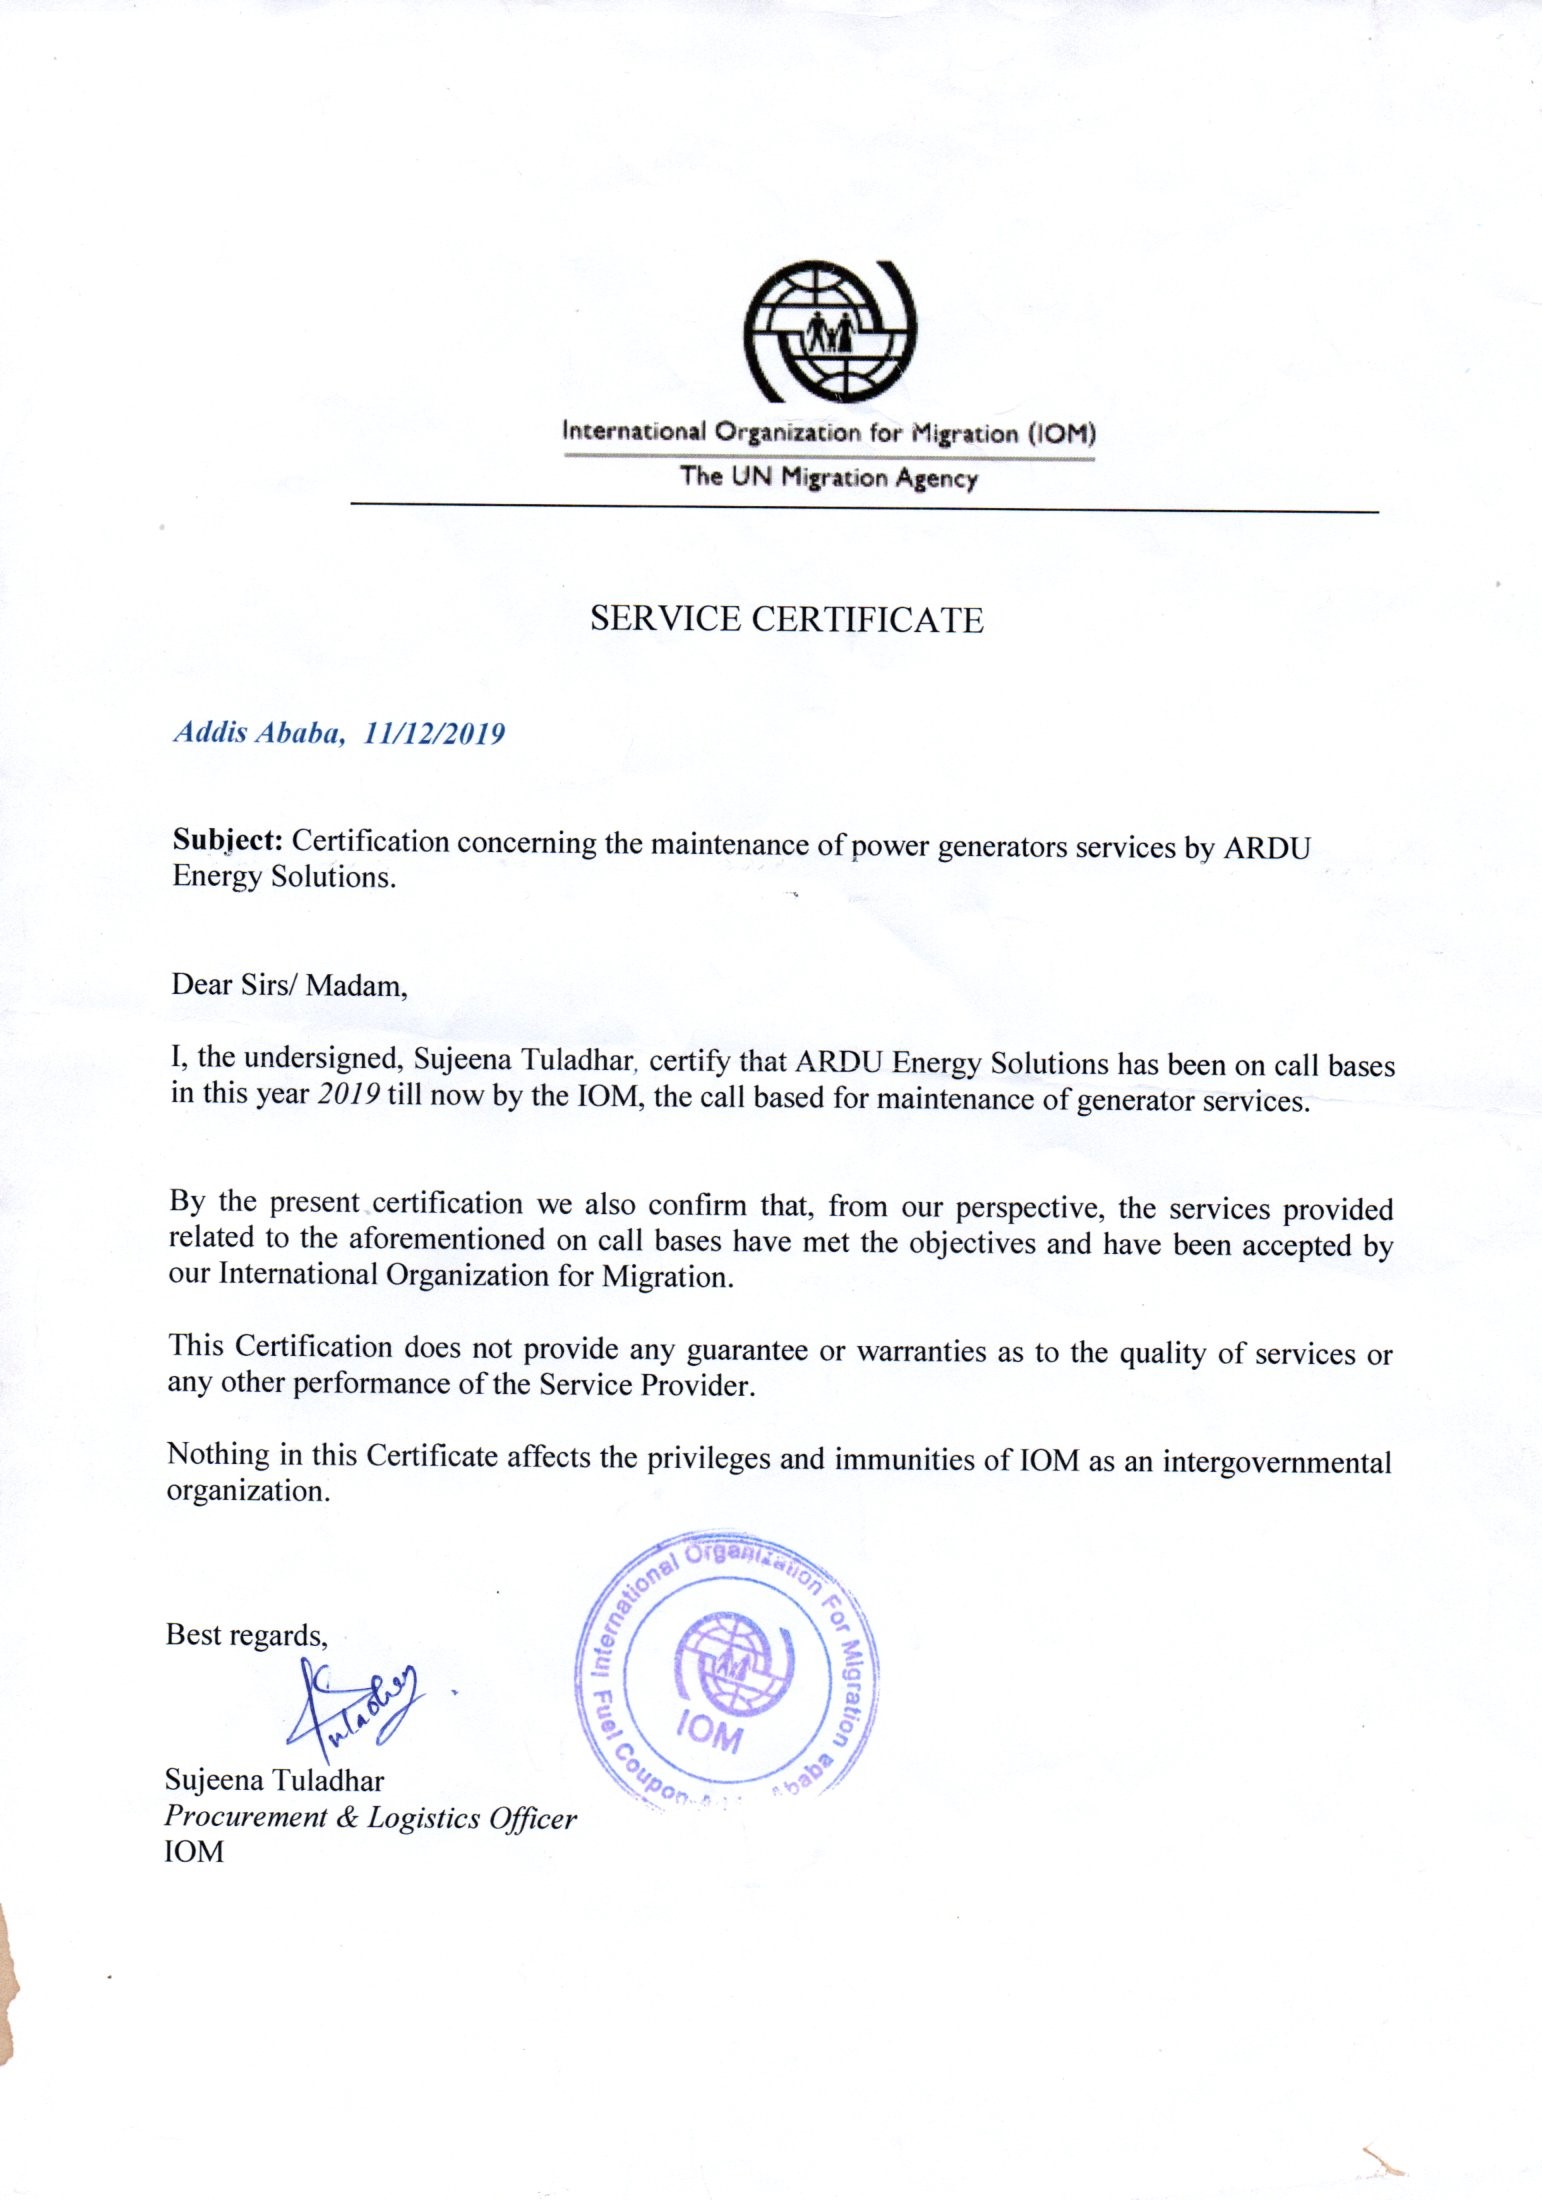 International Organization for Migration (IOM)
The UN Migration Agency
SERVICE CERTIFICATE
Addis Ababa, 11/12/2019
Subject: Certification concerning the maintenance of power generators services by ARDU
Energy Solutions.
Dear Sirs/ Madam,
I, the undersigned, Sujeena Tuladhar, certify that ARDU Energy Solutions has been on call bases
in this year 2019 till now by the IOM, the call based for maintenance of generator services.
By the present certification we also confirm that, from our perspective, the services provided
related to the aforementioned on call bases have met the objectives and have been accepted by
our International Organization for Migration.
This Certification does not provide any guarantee or warranties as to the quality of services or
any other performance of the Service Provider.
Nothing in this Certificate affects the privileges and immunities of IOM as an intergovernmental
organization.
Best regards,
International Organization For Migration
Fuel Coupon Ababa
IOM
Sujeena Tuladhar
Procurement & Logistics Officer
IOM